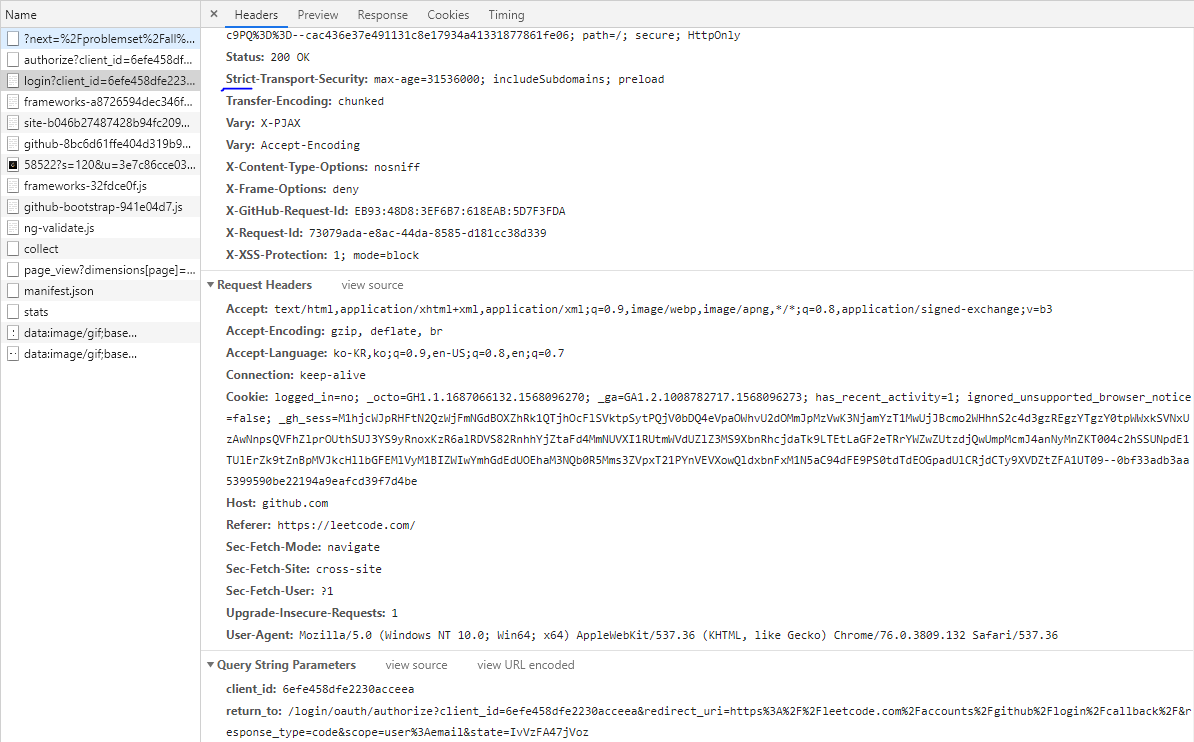 Name
× Headers Preview Response Cookies Timing
?next=%2Fproblemset%2Fall%...
authorize?client_id=6efe458df...
login?client_id=6efe458dfe223...
frameworks-a8726594dec346f...
site-b046b27487428b94fc209...
github-8bc6d61ffe404d319b9...
58522?s=120&u=3e7c86cce03...
frameworks-32fdce0f.js
github-bootstrap-941e04d7.js
ng-validate.js
collect
page_view?dimensions[page]=...
manifest.json
stats
data:image/gif;base...
data:image/gif;base...
c9PQ%3D%3D--cac436e37e491131c8e17934a41331877861fe06; path=/; secure; HttpOnly
Status: 200 OK
Strict-Transport-Security: max-age=31536000; includeSubdomains; preload
Transfer-Encoding: chunked
Vary: X-PJAX
Vary: Accept-Encoding
X-Content-Type-Options: nosniff
X-Frame-Options: deny
X-GitHub-Request-Id: EB93:48D8:3EF6B7:618EAB:5D7F3FDA
X-Request-Id: 73079ada-e8ac-44da-8585-d181cc38d339
X-XSS-Protection: 1; mode=block
▼ Request Headers view source
Accept: text/html,application/xhtml+xml,application/xml;q=0.9,image/webp,image/apng,*/*;q=0.8,application/signed-exchange;v=b3
Accept-Encoding: gzip, deflate, br
Accept-Language: ko-KR,ko;q=0.9,en-US;q=0.8,en;q=0.7
Connection: keep-alive
Cookie: logged_in=no; _octo=GH1.1.1687066132.1568096270; _ga=GA1.2.1008782717.1568096273; has_recent_activity=1; ignored_unsupported_browser_notice
=false;
5399590be22194a9eafcd39f7d4be
Host: github.com
Referer: https://leetcode.com/
Sec-Fetch-Mode: navigate
Sec-Fetch-Site: cross-site
Sec-Fetch-User: ?1
Upgrade-Insecure-Requests: 1
User-Agent: Mozilla/5.0 (Windows NT 10.0; Win64; x64) AppleWebKit/537.36 (KHTML, like Gecko) Chrome/76.0.3809.132 Safari/537.36
▼ Query String Parameters view source view URL encoded
client_id: 6efe458dfe2230acceea
return_to: /login/oauth/authorize?client_id=6efe458dfe2230acceea&redirect_uri=https%3A%2F%2Fleetcode.com%2Faccounts%2Fgithub%2Flogin%2Fcallback%2F&r
esponse_type=code&scope=user%3Aemail&state=IvVzFA47jVoz